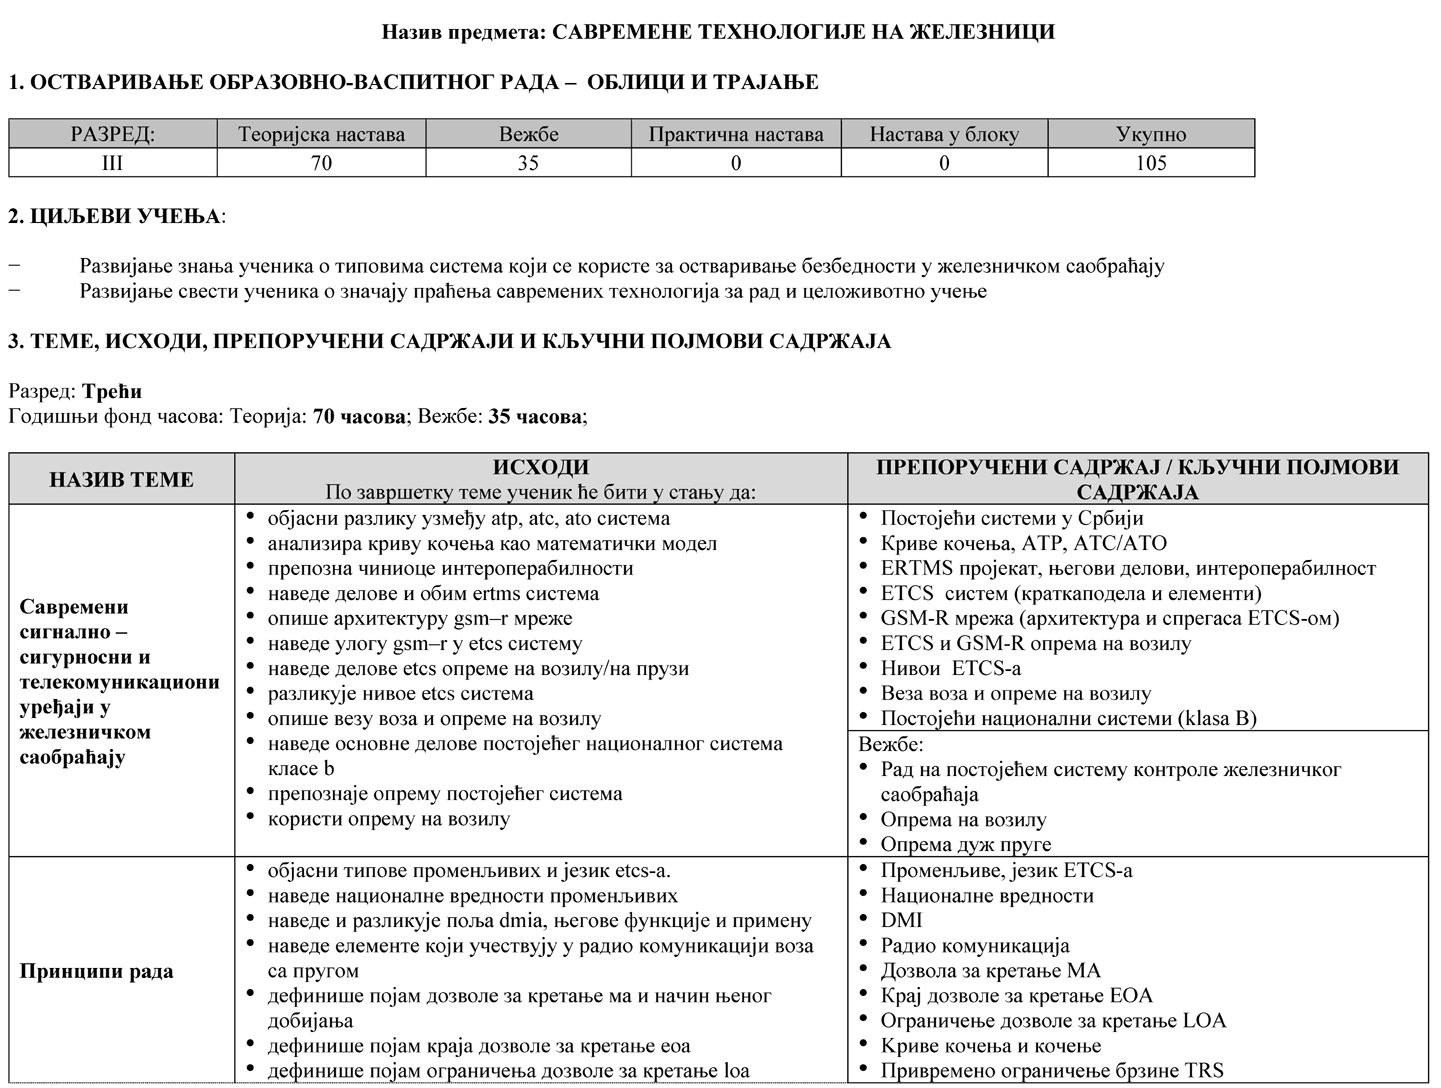 Назив предмета: САВРЕМЕНЕ ТЕХНОЛОГИЈЕ НА ЖЕЛЕЗНИЦИ
1. ОСТВАРИВАЊЕ ОБРАЗОВНО-ВАСПИТНОГ РАДА – ОБЛИЦИ И ТРАЈАЊЕ
РАЗРЕД: Теоријска настава Вежбе Практична настава Настава у блоку Укупно
III 70 35 0 0 105
2. ЦИЉЕВИ УЧЕЊА:
– Развијање знања ученика о типовима система који се користе за остваривање безбедности у железничком саобраћају
– Развијање свести ученика о значају праћења савремених технологија за рад и целоживотно учење
3. ТЕМЕ, ИСХОДИ, ПРЕПОРУЧЕНИ САДРЖАЈИ И КЉУЧНИ ПОЈМОВИ САДРЖАЈА
Разред: Трећи
Годишњи фонд часова: Теорија: 70 часова; Вежбе: 35 часова;
НАЗИВ ТЕМЕ
ИСХОДИ
По завршетку теме ученик ће бити у стању да:
ПРЕПОРУЧЕНИ САДРЖАЈ / КЉУЧНИ ПОЈМОВИ
САДРЖАЈА
Савремени
сигнално –
сигурносни и
телекомуникациони
уређаји у
железничком
саобраћају
• објасни разлику узмеђу atp, atc, ato система
• анализира криву кочења као математички модел
• препозна чиниоце интероперабилности
• наведе делове и обим ertms система
• опише архитектуру gsm–r мреже
• наведе улогу gsm–r у etcs систему
• наведе делове etcs опреме на возилу/на прузи
• разликује нивое etcs система
• опише везу воза и опреме на возилу
• наведе основне делове постојећег националног система
класе b
• препознаје опрему постојећег система
• користи опрему на возилу
• Постојећи системи у Србији
• Криве кочења, ATP, ATC/ATO
• ERTMS пројекат, његови делови, интероперабилност
• ETCS систем (краткаподела и елементи)
• GSM-R мрежа (архитектура и спрегаса ETCS-ом)
• ETCS и GSM-R опрема на возилу
• Нивои ETCS-а
• Веза воза и опреме на возилу
• Постојећи национални системи (klasa B)
Вежбе:
• Рад на постојећем систему контроле железничког
саобраћаја
• Опрема на возилу
• Опрема дуж пруге
Принципи рада
• објасни типове променљивих и језик etcs-а.
• наведе националне вредности променљивих
• наведе и разликује поља dmiа, његове функције и примену
• наведе елементе који учествују у радио комуникацији воза
са пругом
• дефинише појам дозволе за кретање ма и начин њеног
добијања
• дефинише појам краја дозволе за кретање еоа
• дефинише појам ограничења дозволе за кретање loa
• Променљиве, језик ETCS-а
• Националне вредности
• DMI
• Радио комуникација
• Дозвола за кретање MA
• Крај дозволе за кретање EOA
• Ограничење дозволе за кретање LOA
• Криве кочења и кочење
• Привремено ограничење брзине TRS